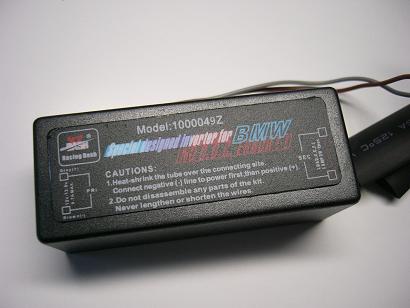 Model:1000049Z
Special designed inverter for BMW
Racing Dash
CAUTIONS:
1.Heat-shrink the tube over the connecting site.
Connect negative (-) line to power first,then positive (+).
2.Do not disassemble any parts of the kit.
Never lengthen or shorten the wires.
PRI
A 125°C